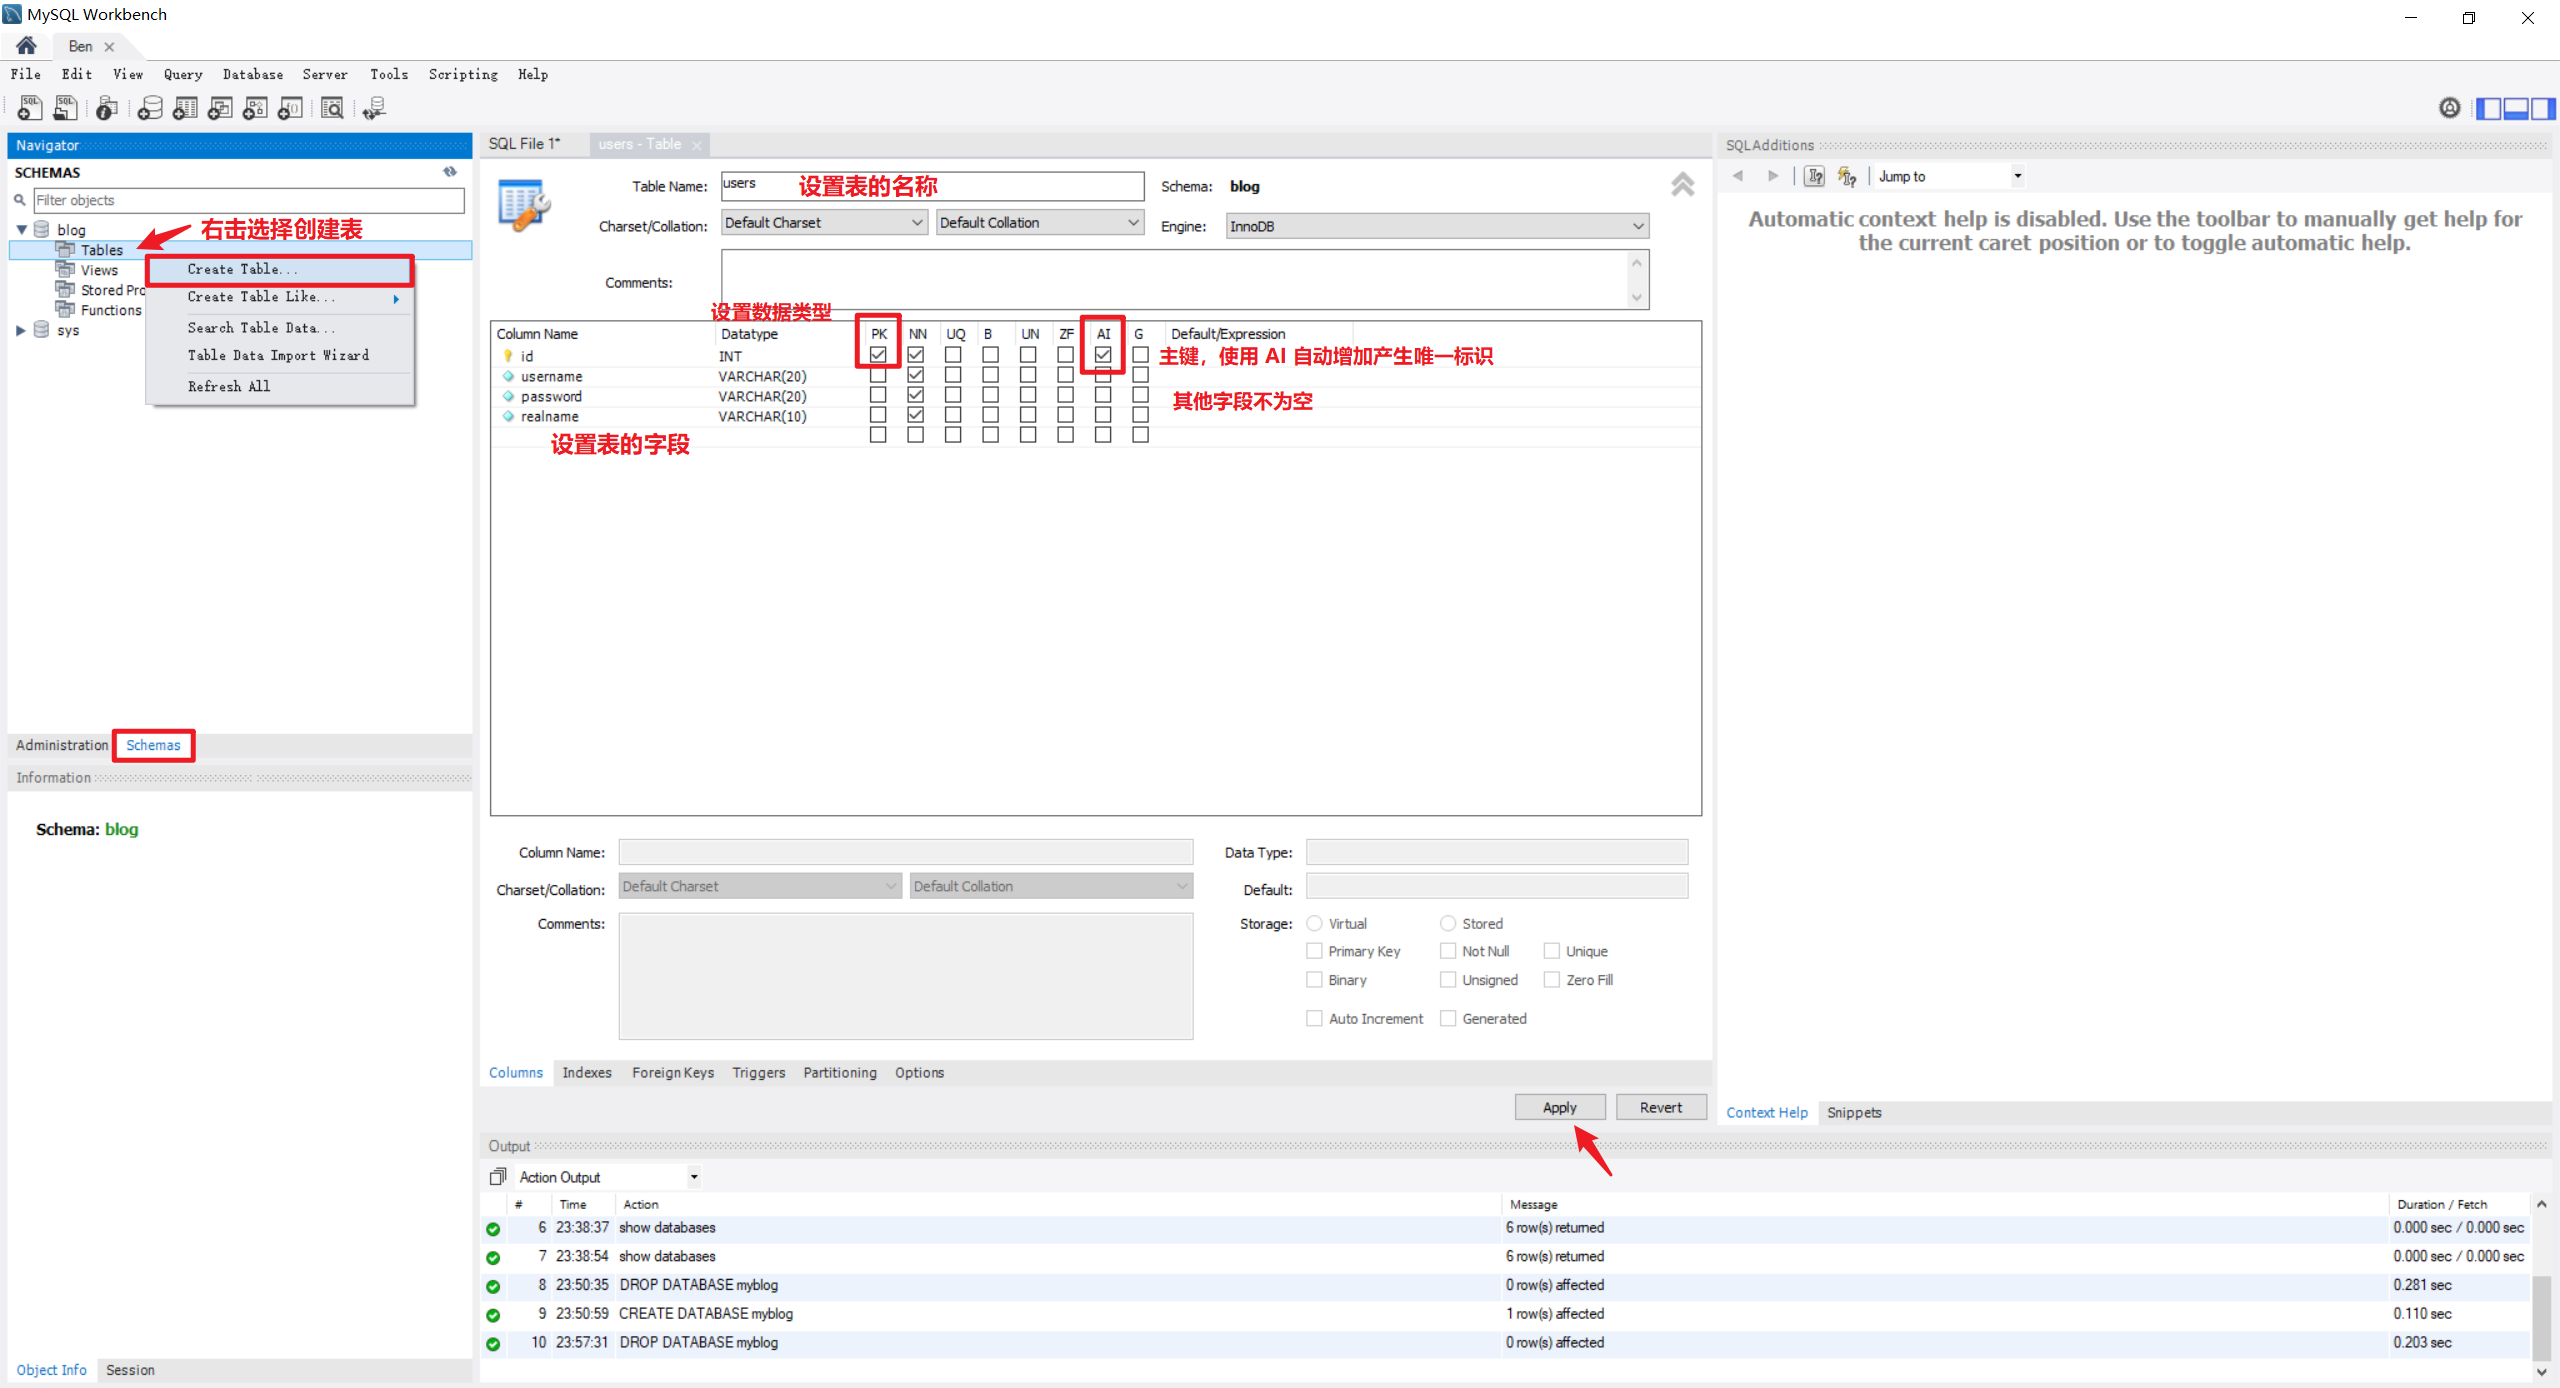 MySQL Workbench
Ben
File Edit View Query Database Server Tools Scripting Help
Navigator
SCHEMAS
Filter objects
blog
右击选择创建表
Tables
Views
Stored Pro
Functions
sys
Create Table...
Create Table Like...
Search Table Data...
Table Data Import Wizard
Refresh All
Administration Schemas
Information
Schema: blog
Object Info Session
SQL File 1* users - Table
Table Name: users 设置表的名称 Schema: blog
Charset/Collation: Default Charset Default Collation Engine: InnoDB
Comments:
设置数据类型
Column Name Datatype PK NN UQ B UN ZF AI G Default/Expression
id INT 主键，使用 AI 自动增加产生唯一标识
username VARCHAR(20)
password VARCHAR(20) 其他字段不为空
realname VARCHAR(10)
设置表的字段
Column Name: Data Type:
Charset/Collation: Default Charset Default Collation Default:
Comments: Storage: Virtual Stored
Primary Key Not Null Unique
Binary Unsigned Zero Fill
Auto Increment Generated
Columns Indexes Foreign Keys Triggers Partitioning Options
Apply Revert
SQLAdditions
Jump to
Automatic context help is disabled. Use the toolbar to manually get help for
the current caret position or to toggle automatic help.
Context Help Snippets
Output
Action Output
# Time Action Message Duration / Fetch
6 23:38:37 show databases 6 row(s) returned 0.000 sec / 0.000 sec
7 23:38:54 show databases 6 row(s) returned 0.000 sec / 0.000 sec
8 23:50:35 DROP DATABASE myblog 0 row(s) affected 0.281 sec
9 23:50:59 CREATE DATABASE myblog 1 row(s) affected 0.110 sec
10 23:57:31 DROP DATABASE myblog 0 row(s) affected 0.203 sec